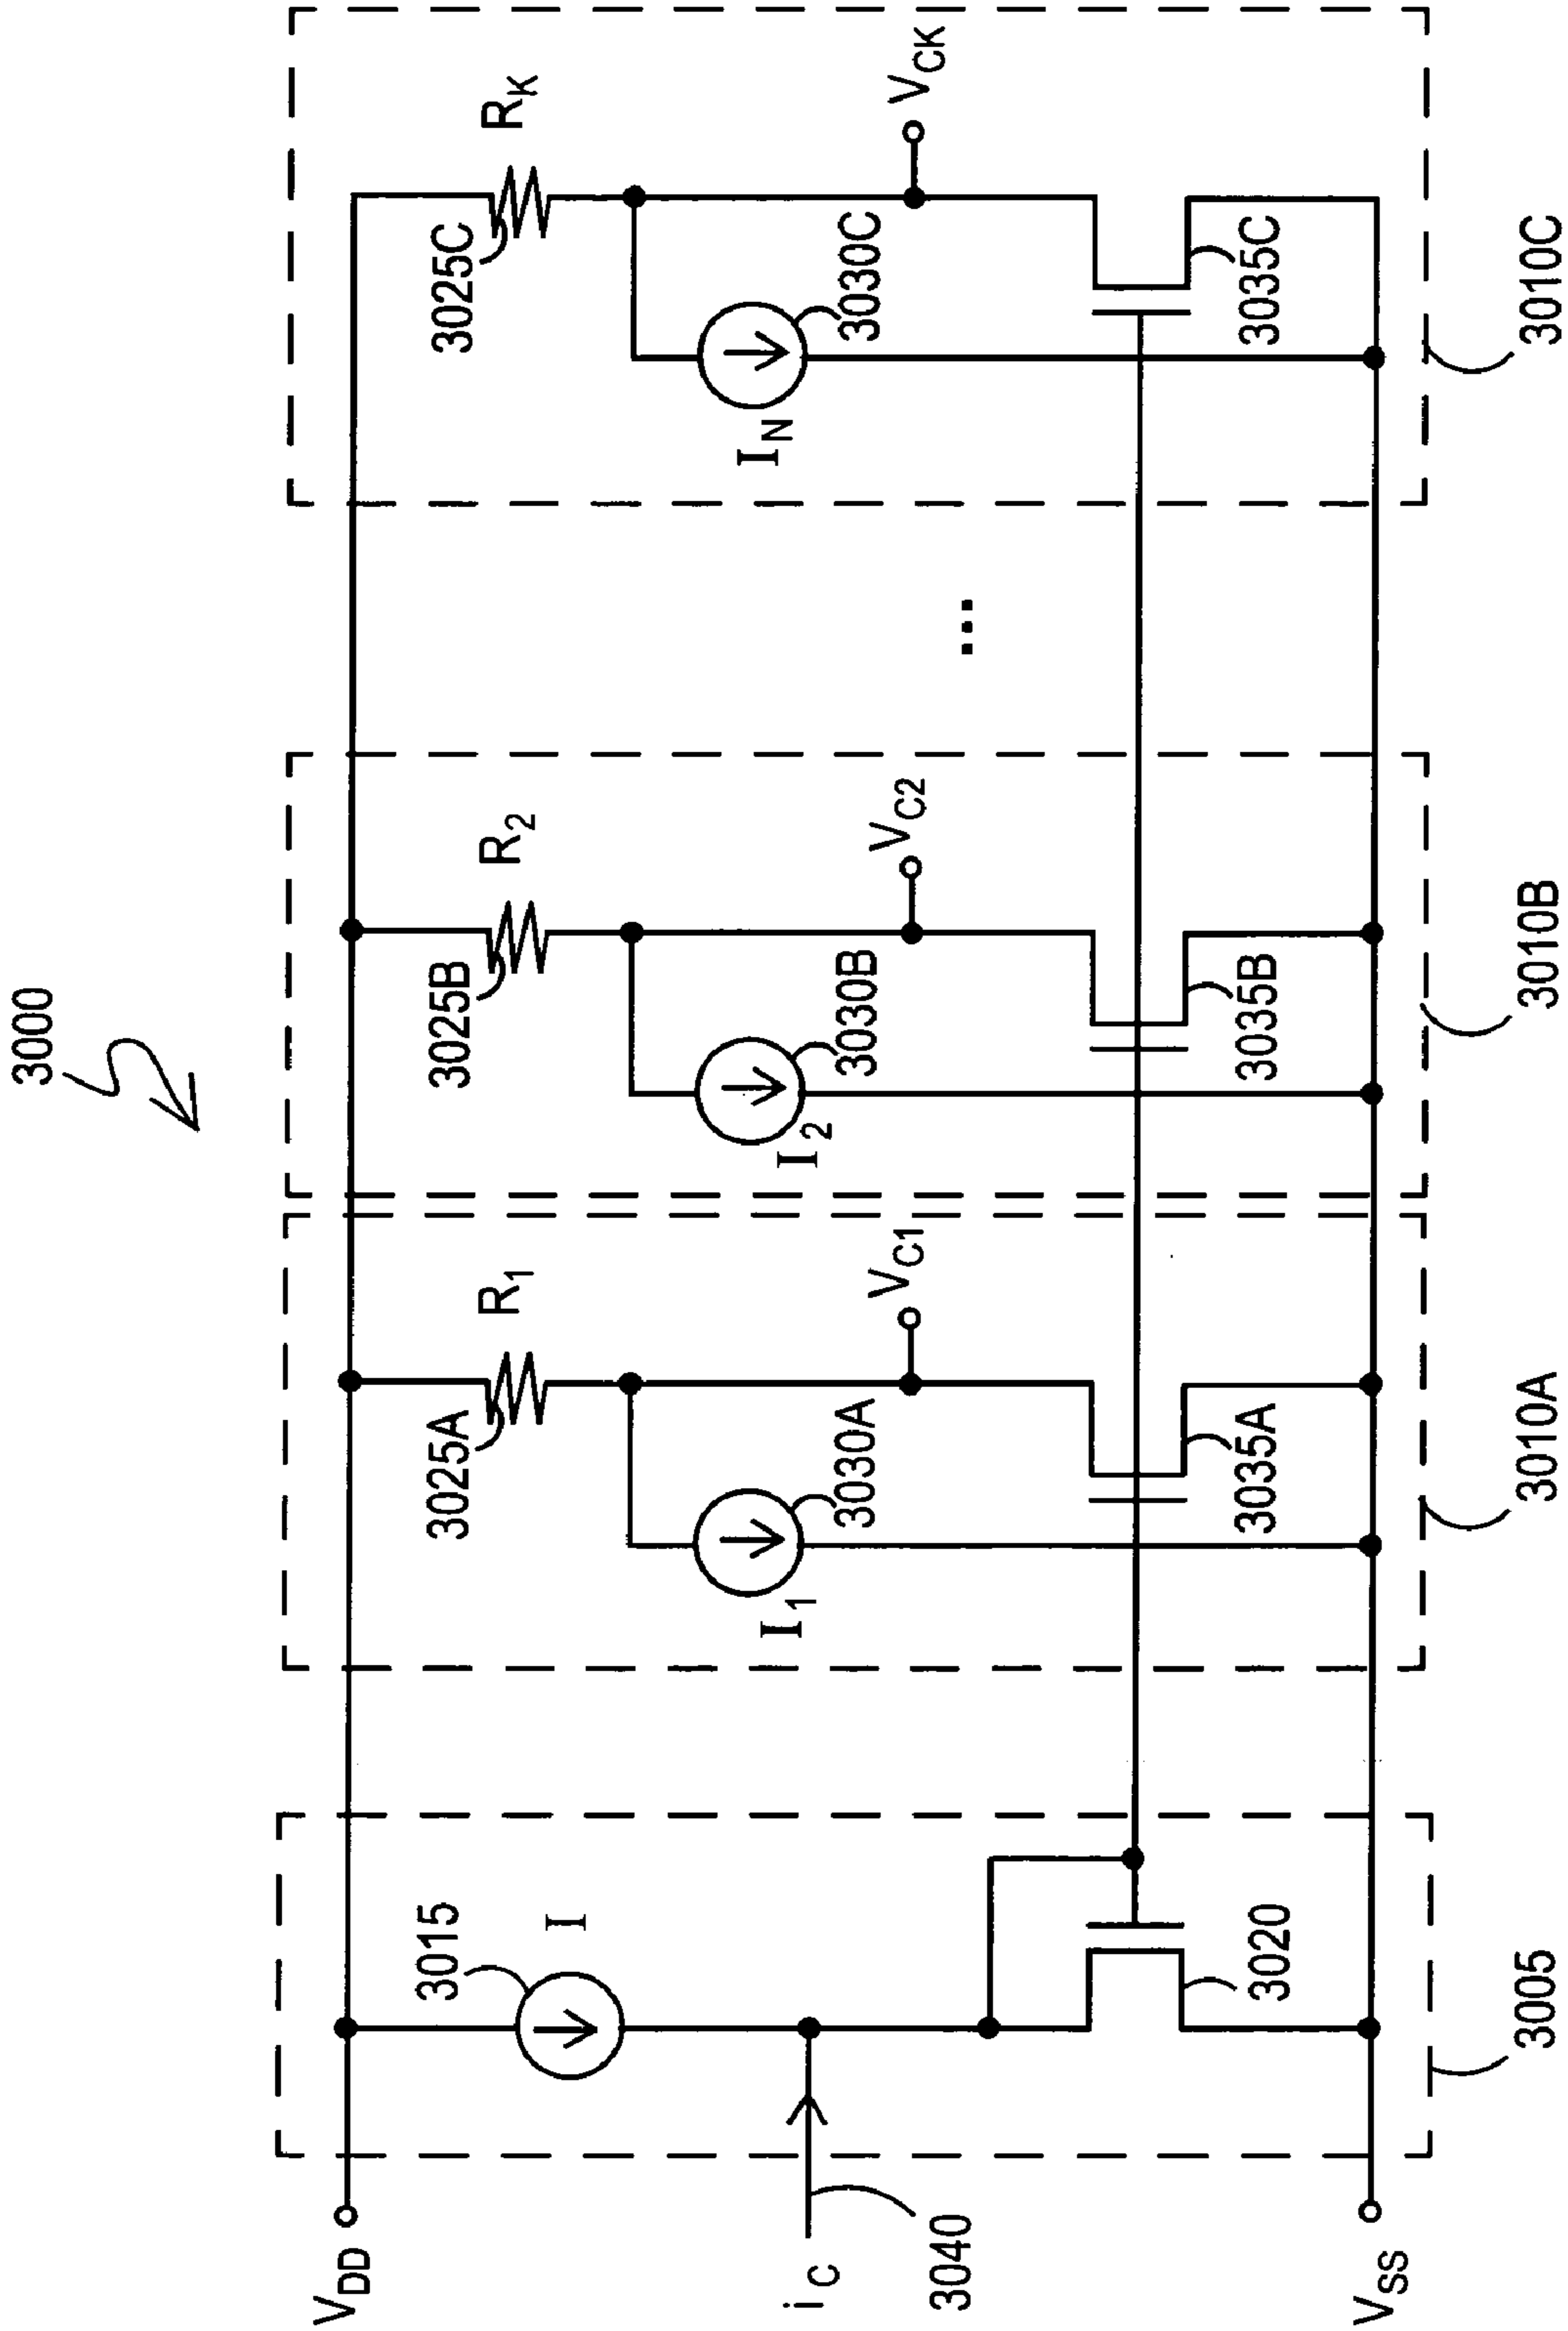 3000
V_DD
3015
I
i_C
3040
3020
V_SS
3005
3025A
R_1
I_1
3030A
V_C1
3035A
3010A
3025B
R_2
I_2
3030B
V_C2
3035B
3010B
...
3025C
R_K
I_N
3030C
V_CK
3035C
3010C